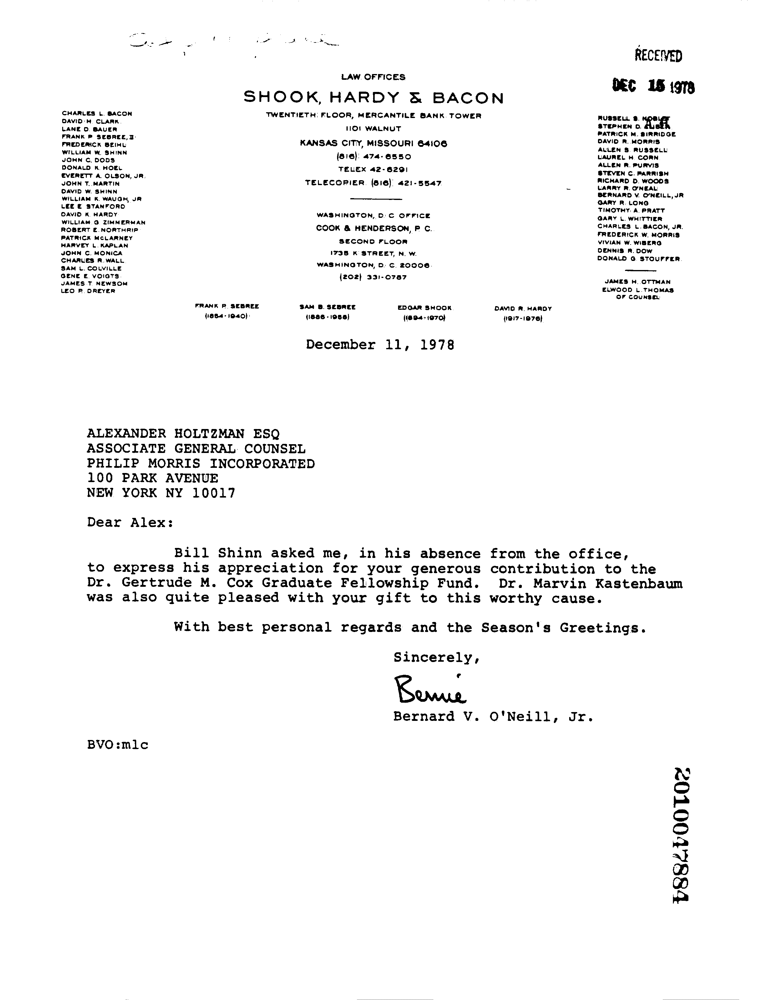 RECEIVED
DEC 15 1978
LAW OFFICES
SHOOK, HARDY & BACON
TWENTIETH FLOOR, MERCANTILE BANK TOWER
1101 WALNUT
KANSAS CITY, MISSOURI 64106
(816) 474-6550
TELEX 42-6291
TELECOPIER (816) 421-5547
WASHINGTON, D. C. OFFICE
COOK & HENDERSON, P. C.
SECOND FLOOR
1735 K STREET, N. W.
WASHINGTON, D. C. 20006
(202) 331-0787
CHARLES L. BACON
DAVID H. CLARK
LANE D. BAUER
FRANK P. SEBREE, II
FREDERICK BEIHL
WILLIAM W. SHINN
JOHN C. DODS
DONALD K. HOEL
EVERETT A. OLSON, JR.
JOHN T. MARTIN
DAVID W. SHINN
WILLIAM K. WAUGH, JR
LEE E. STANFORD
DAVID K. HARDY
WILLIAM G. ZIMMERMAN
ROBERT E. NORTHRIP
PATRICK McLARNEY
HARVEY L. KAPLAN
JOHN C. MONICA
CHARLES R. WALL
SAM L. COLVILLE
GENE E. VOIGTS
JAMES T. NEWSOM
LEO P. DREYER
RUSSELL S.
STEPHEN D.
PATRICK M. BIRRIDGE
DAVID R. MORRIS
ALLEN S. RUSSELL
LAUREL H. CORN
ALLEN R. PURVIS
STEVEN C. PARRISH
RICHARD D. WOODS
LARRY R. O'NEAL
BERNARD V. O'NEILL, JR
GARY R. LONG
TIMOTHY A. PRATT
GARY L. WHITTIER
CHARLES L. BACON, JR.
FREDERICK W. MORRIS
VIVIAN W. WIBERG
DENNIS R. DOW
DONALD G. STOUFFER
JAMES H. OTTMAN
ELWOOD L. THOMAS
OF COUNSEL
FRANK P. SEBREE SAM B. SEBREE EDGAR SHOOK DAVID R. HARDY
(1854-1940) (1886-1958) (1894-1970) (1917-1976)
December 11, 1978
ALEXANDER HOLTZMAN ESQ
ASSOCIATE GENERAL COUNSEL
PHILIP MORRIS INCORPORATED
100 PARK AVENUE
NEW YORK NY 10017
Dear Alex:
Bill Shinn asked me, in his absence from the office,
to express his appreciation for your generous contribution to the
Dr. Gertrude M. Cox Graduate Fellowship Fund. Dr. Marvin Kastenbaum
was also quite pleased with your gift to this worthy cause.
With best personal regards and the Season's Greetings.
Sincerely,
Bernie
Bernard V. O'Neill, Jr.
BVO:mlc
2010047884